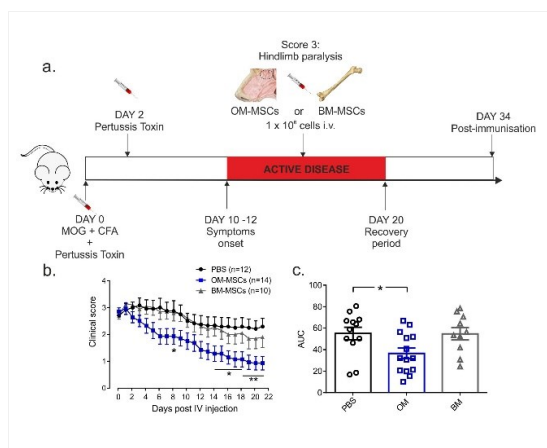 a.
Score 3:
Hindlimb paralysis
OM-MSCs or BM-MSCs
1 x 10⁶ cells i.v.
DAY 2
Pertussis Toxin
DAY 34
Post-immunisation
ACTIVE DISEASE
DAY 0
MOG + CFA
+
Pertussis Toxin
DAY 10 -12
Symptoms
onset
DAY 20
Recovery
period
b.
PBS (n=12)
OM-MSCs (n=14)
BM-MSCs (n=10)
Clinical score
4
3
2
1
0
*
*
**
0 2 4 6 8 10 12 14 16 18 20 22
Days post IV injection
c.
*
AUC
100
80
60
40
20
0
PBS
OM
BM